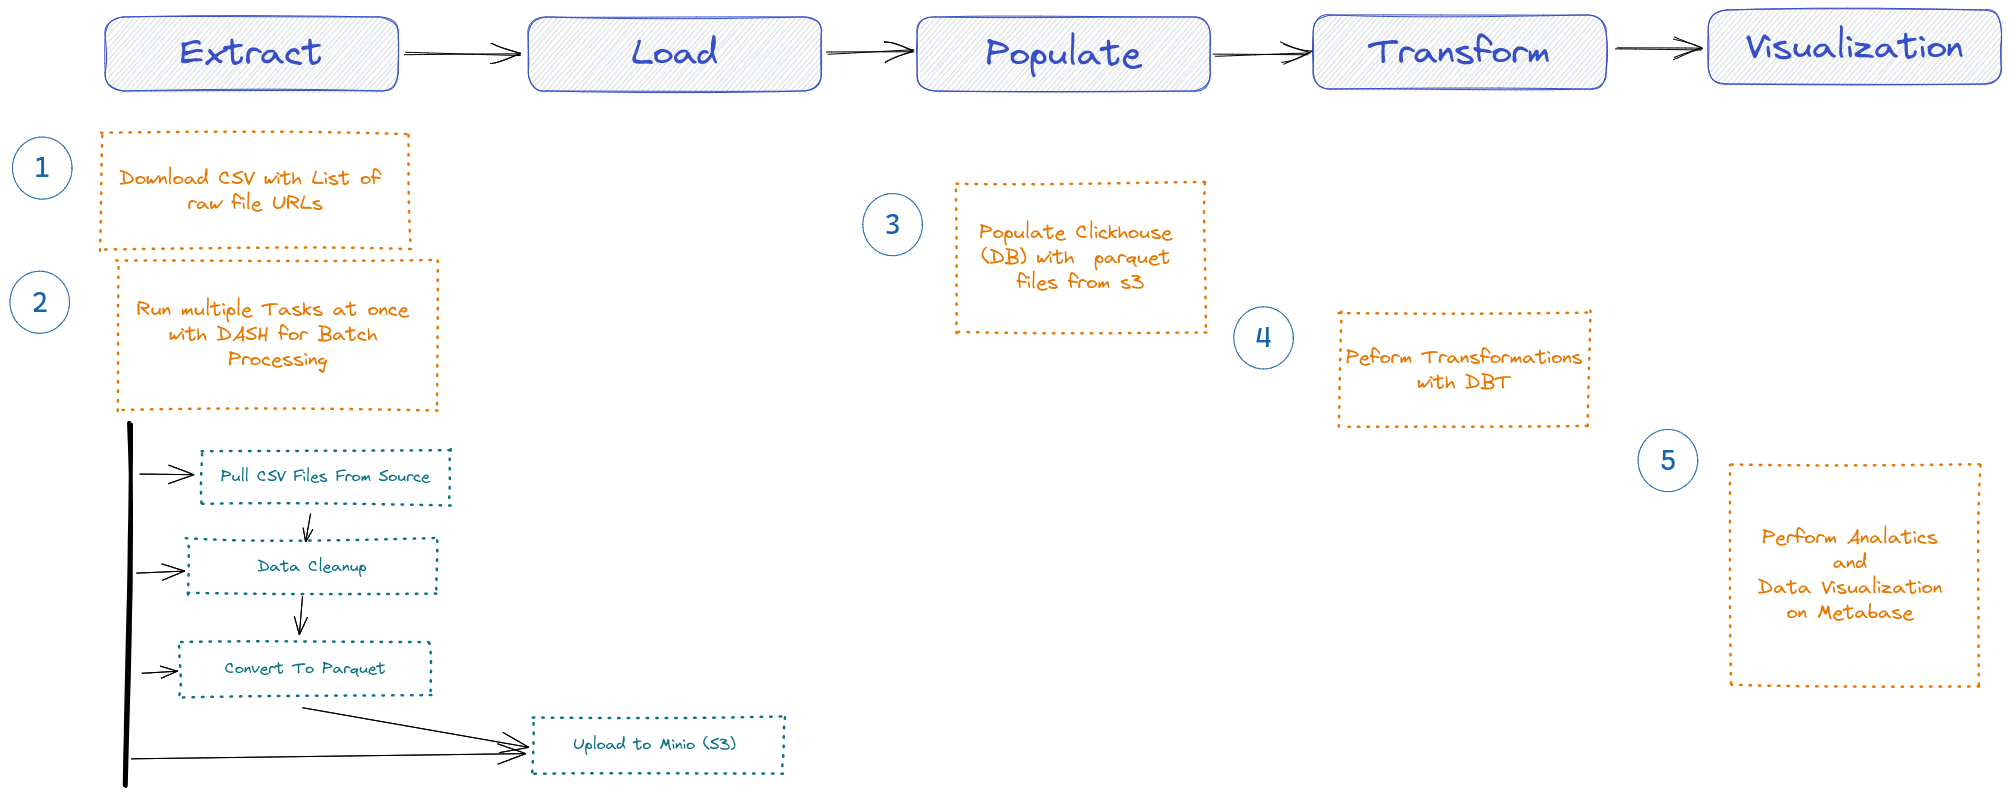 Extract
Load
Populate
Transform
Visualization
1
Download CSV with List of
raw file URLs
2
Run multiple Tasks at once
with DASH for Batch
Processing
Pull CSV Files From Source
Data Cleanup
Convert To Parquet
Upload to Minio (S3)
3
Populate Clickhouse
(DB) with parquet
files from s3
4
Peform Transformations
with DBT
5
Perform Analatics
and
Data Visualization
on Metabase